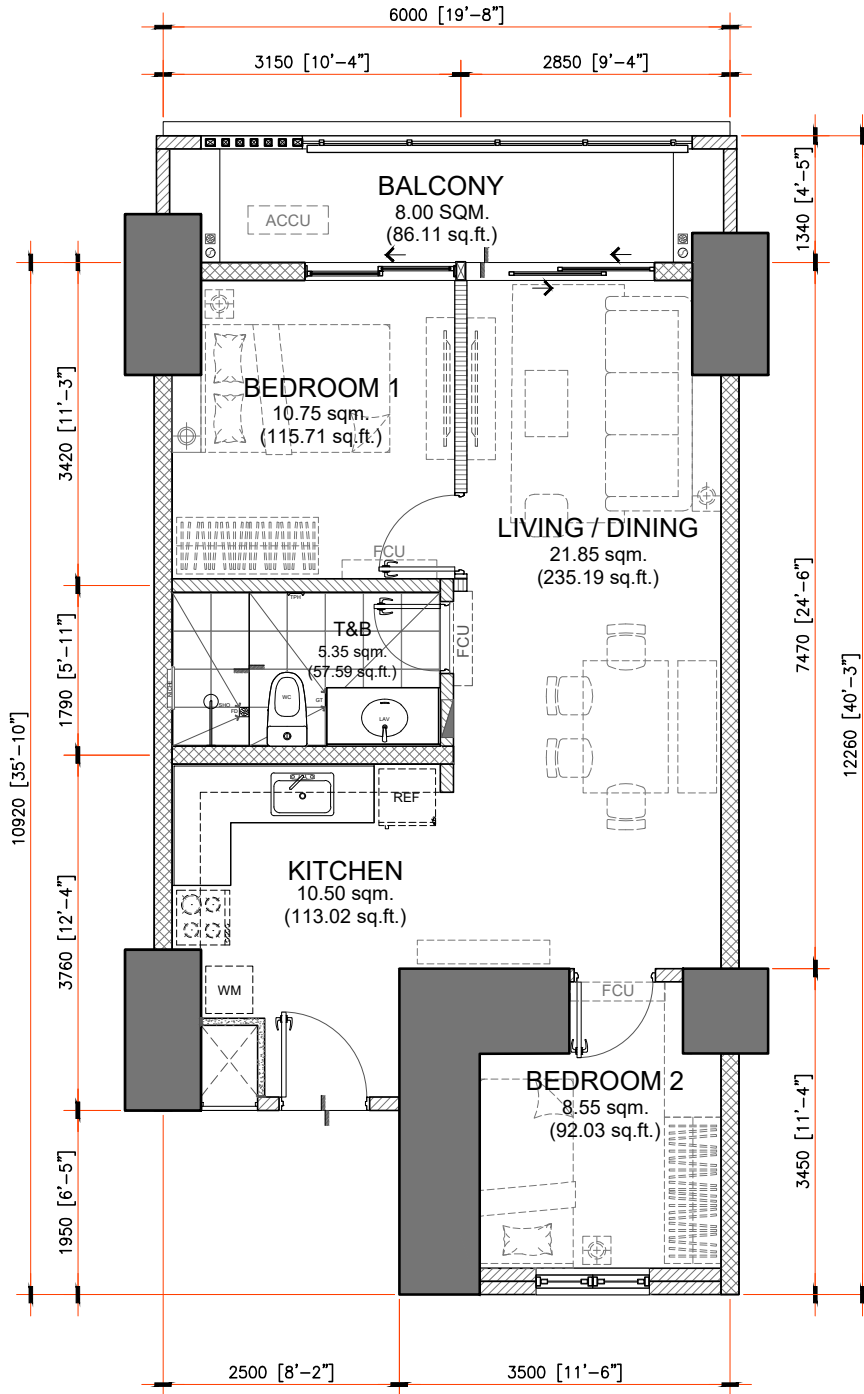 6000 [19'-8"]
3150 [10'-4"]
2850 [9'-4"]
BALCONY
8.00 SQM.
(86.11 sq.ft.)
ACCU
1340 [4'-5"]
BEDROOM 1
10.75 sqm.
(115.71 sq.ft.)
3420 [11'-3"]
LIVING / DINING
21.85 sqm.
(235.19 sq.ft.)
FCU
7470 [24'-6"]
12260 [40'-3"]
10920 [35'-10"]
1790 [5'-11"]
TPH
T&B
5.35 sqm.
(57.59 sq.ft.)
FCU
NICHE
SHO
FD
WC
GT
LAV
REF
KITCHEN
10.50 sqm.
(113.02 sq.ft.)
3760 [12'-4"]
WM
FCU
BEDROOM 2
8.55 sqm.
(92.03 sq.ft.)
3450 [11'-4"]
1950 [6'-5"]
2500 [8'-2"]
3500 [11'-6"]